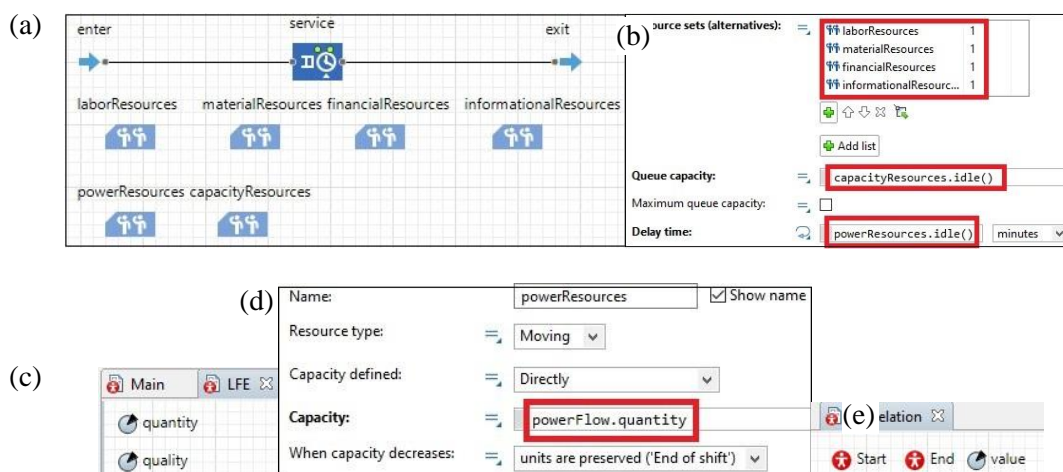 (a)
enter
service
exit
laborResources materialResources financialResources informationalResources
powerResources capacityResources
(b)
source sets (alternatives):
laborResources 1
materialResources 1
financialResources 1
informationalResourc... 1
Add list
Queue capacity: capacityResources.idle()
Maximum queue capacity:
Delay time: powerResources.idle() minutes
(c)
Main LFE
quantity
quality
(d)
Name: powerResources Show name
Resource type: Moving
Capacity defined: Directly
Capacity: powerFlow.quantity
When capacity decreases: units are preserved ('End of shift')
(e)
elation
Start End value